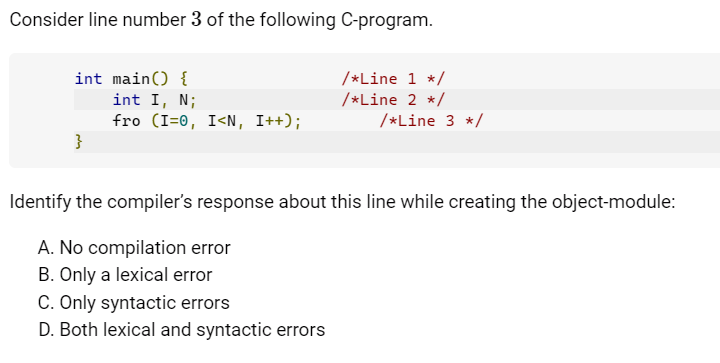 Consider line number 3 of the following C-program.
int main() { /*Line 1 */
int I, N; /*Line 2 */
fro (I=0, I<N, I++); /*Line 3 */
}
Identify the compiler's response about this line while creating the object-module:
A. No compilation error
B. Only a lexical error
C. Only syntactic errors
D. Both lexical and syntactic errors